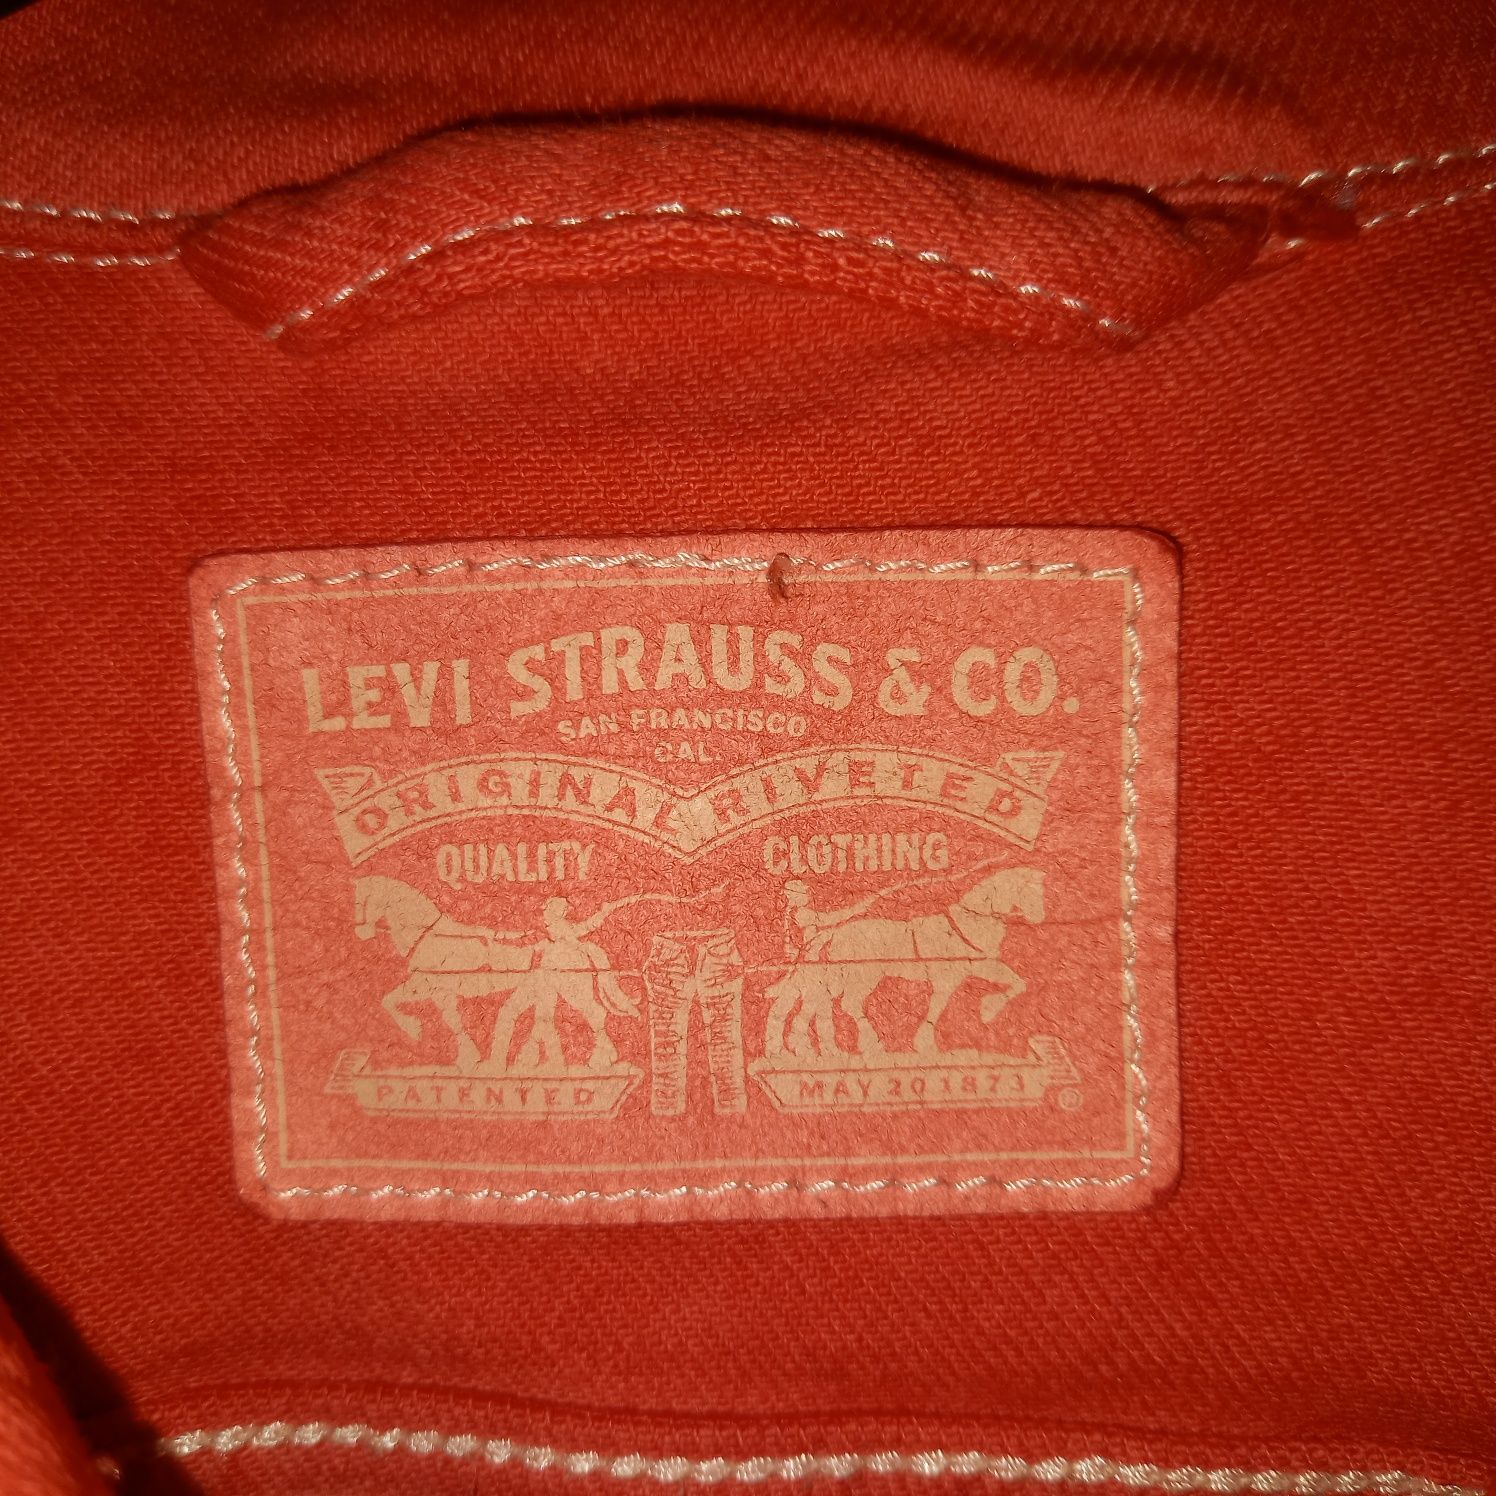 LEVI STRAUSS & CO.
SAN FRANCISCO
CAL
ORIGINAL RIVETED
QUALITY CLOTHING
PATENTED MAY 20 1873 ®